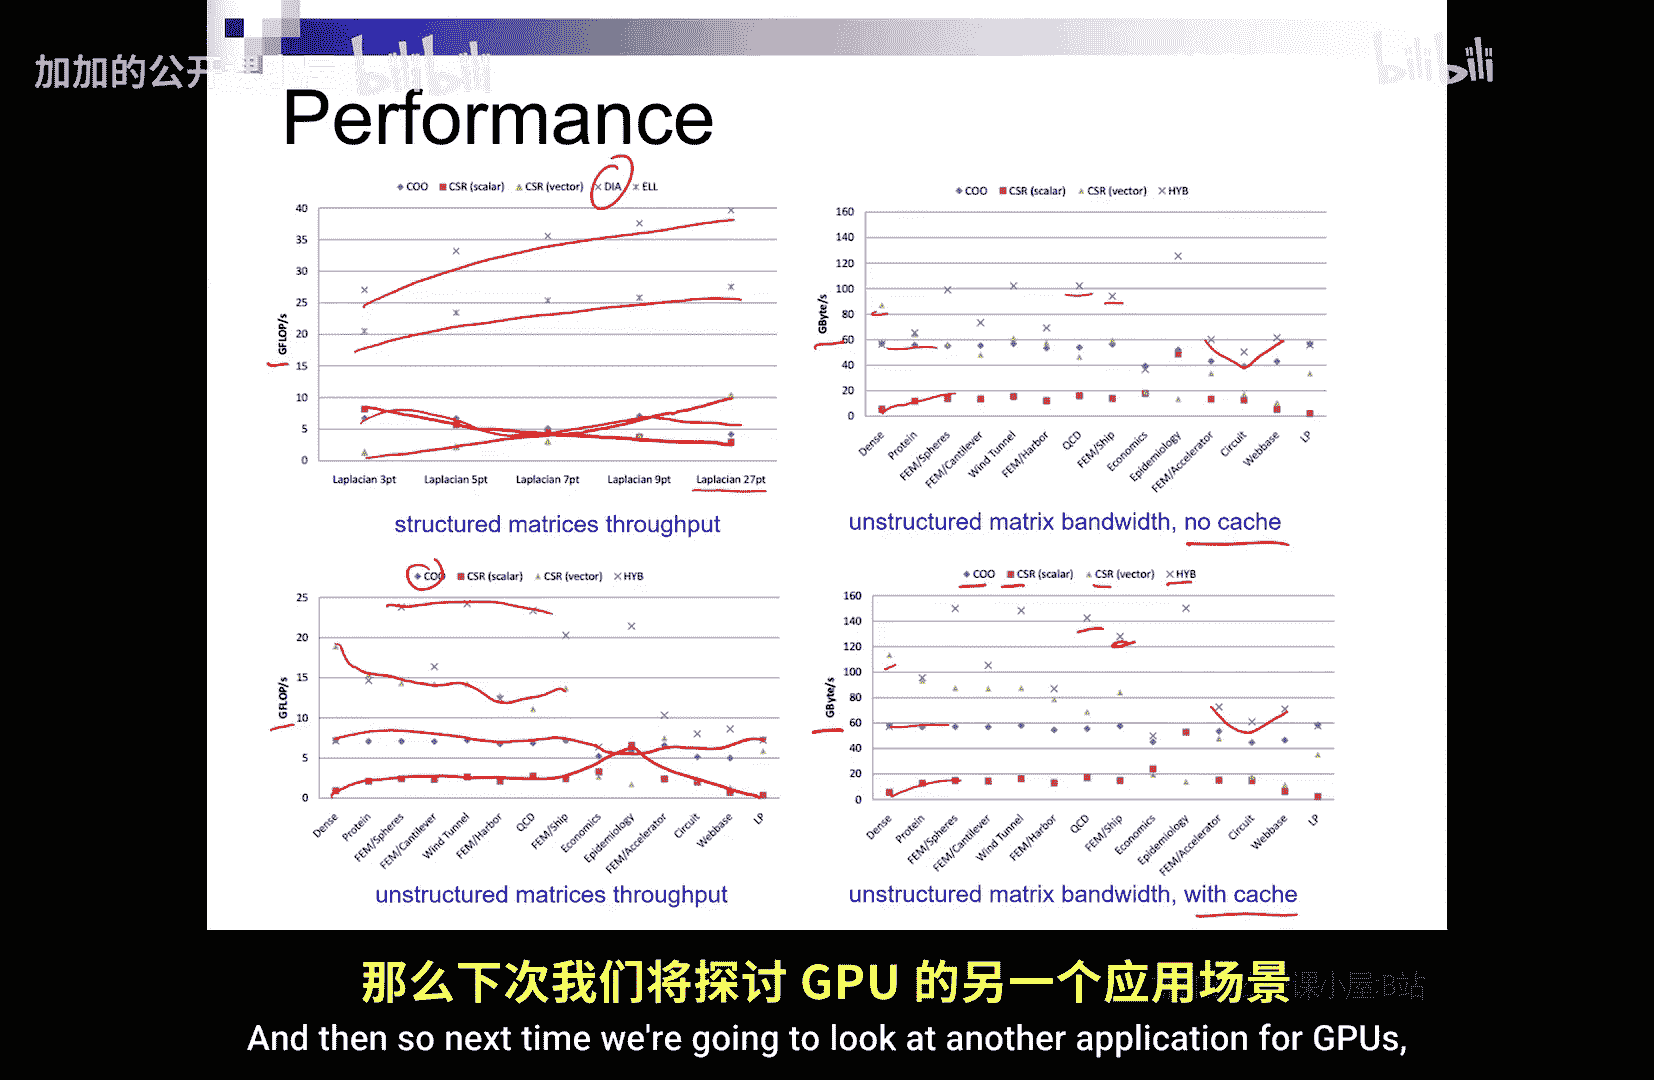 加加的公开
bilibili
bilibili
Performance
COO CSR (scalar) CSR (vector) DIA ELL
40
35
30
25
20
15
10
5
0
GFLOP/s
Laplacian 3pt Laplacian 5pt Laplacian 7pt Laplacian 9pt Laplacian 27pt
structured matrices throughput
COO CSR (scalar) CSR (vector) HYB
160
140
120
100
80
60
40
20
0
GByte/s
Dense Protein FEM/Spheres FEM/Cantilever Wind Tunnel FEM/Harbor QCD FEM/Ship Economics Epidemiology FEM/Accelerator Circuit Webbase LP
unstructured matrix bandwidth, no cache
COO CSR (scalar) CSR (vector) HYB
25
20
15
10
5
0
GFLOP/s
Dense Protein FEM/Spheres FEM/Cantilever Wind Tunnel FEM/Harbor QCD FEM/Ship Economics Epidemiology FEM/Accelerator Circuit Webbase LP
unstructured matrices throughput
COO CSR (scalar) CSR (vector) HYB
160
140
120
100
80
60
40
20
0
GByte/s
Dense Protein FEM/Spheres FEM/Cantilever Wind Tunnel FEM/Harbor QCD FEM/Ship Economics Epidemiology FEM/Accelerator Circuit Webbase LP
unstructured matrix bandwidth, with cache
那么下次我们将探讨 GPU 的另一个应用场景
课小屋:B站
And then so next time we're going to look at another application for GPUs,